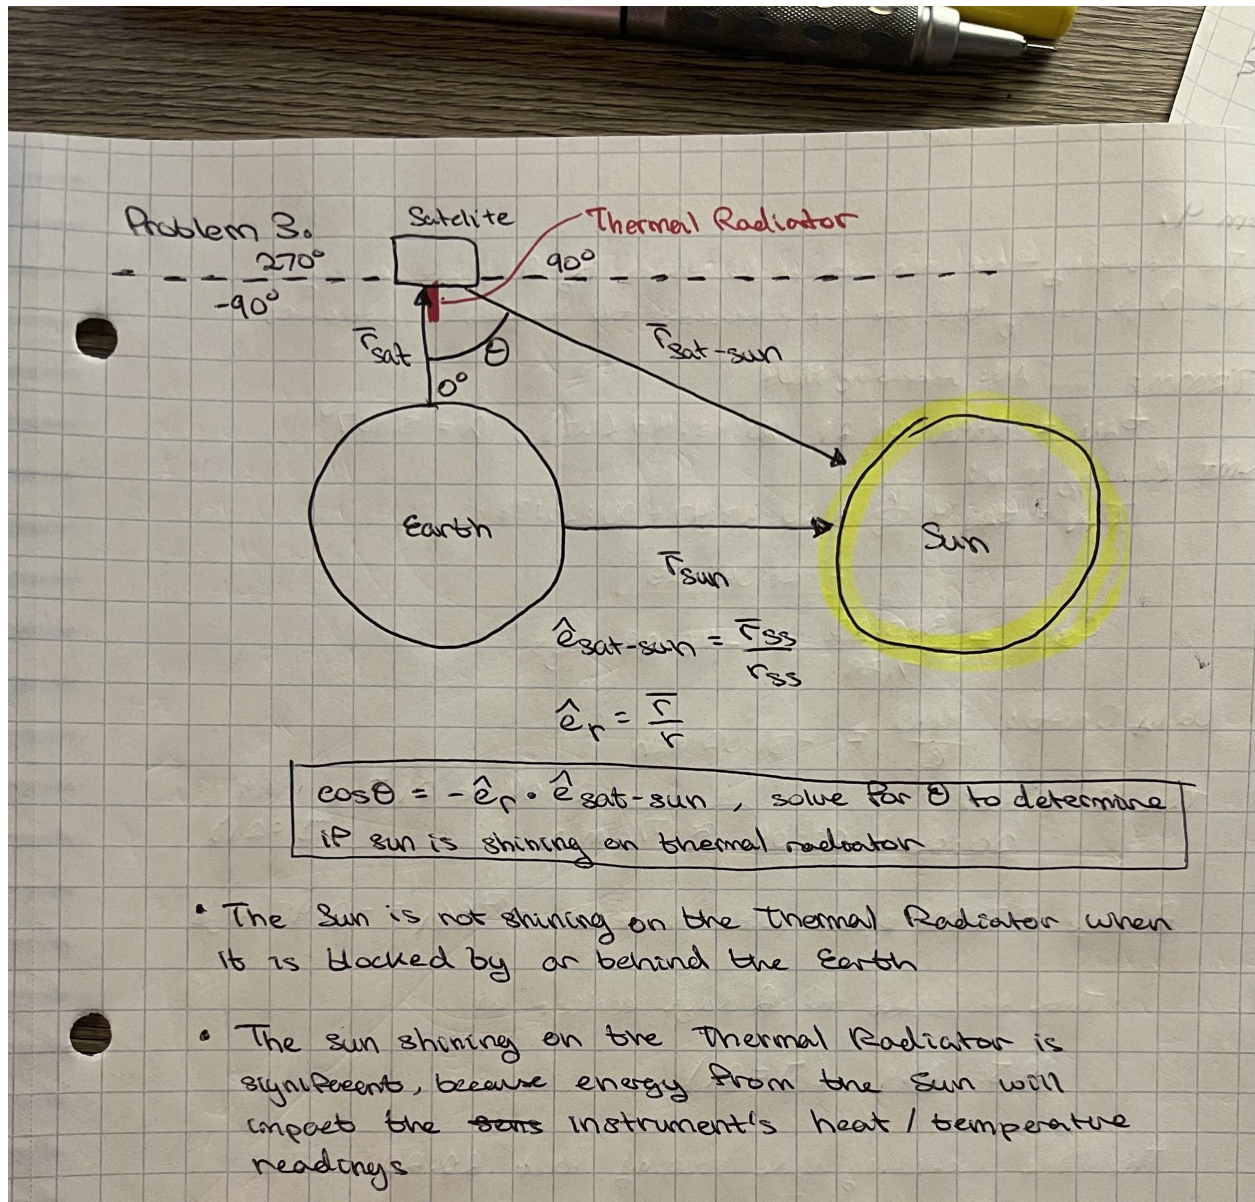 Problem 3.
Satelite
Thermal Radiator
270°
90°
-90°
r̄sat
θ
r̄sat-sun
0°
Earth
Sun
r̄sun
êsat-sun = r̄ss / rss
êr = r̄ / r
cosθ = -êr · êsat-sun , solve for θ to determine
if sun is shining on thermal radiator
• The Sun is not shining on the Thermal Radiator when
it is blocked by or behind the Earth
• The sun shining on the Thermal Radiator is
significent, because energy from the Sun will
impact the sens instrument's heat / temperature
readings